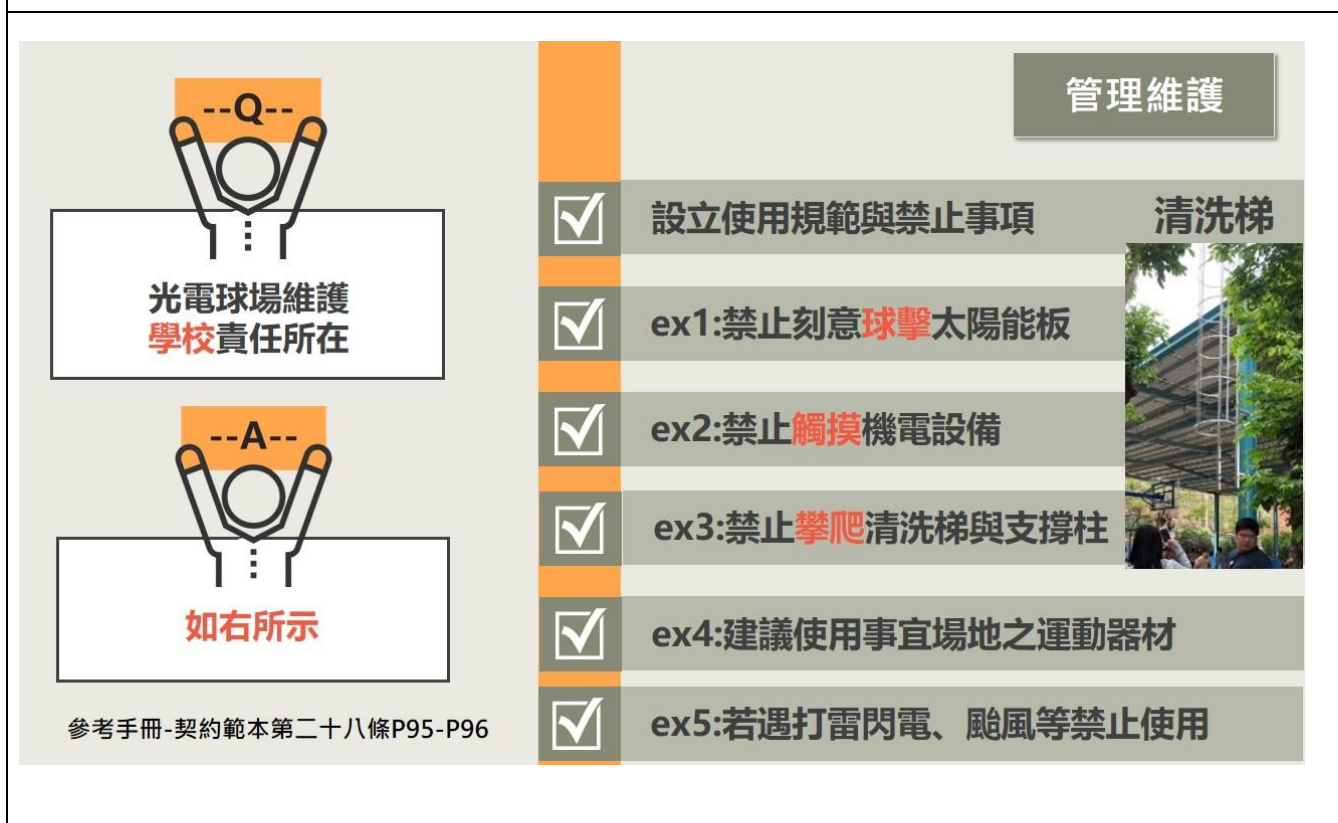 --Q--
光電球場維護
學校責任所在
--A--
如右所示
參考手冊-契約範本第二十八條P95-P96
管理維護
設立使用規範與禁止事項
清洗梯
ex1:禁止刻意球擊太陽能板
ex2:禁止觸摸機電設備
ex3:禁止攀爬清洗梯與支撐柱
ex4:建議使用事宜場地之運動器材
ex5:若遇打雷閃電、颱風等禁止使用